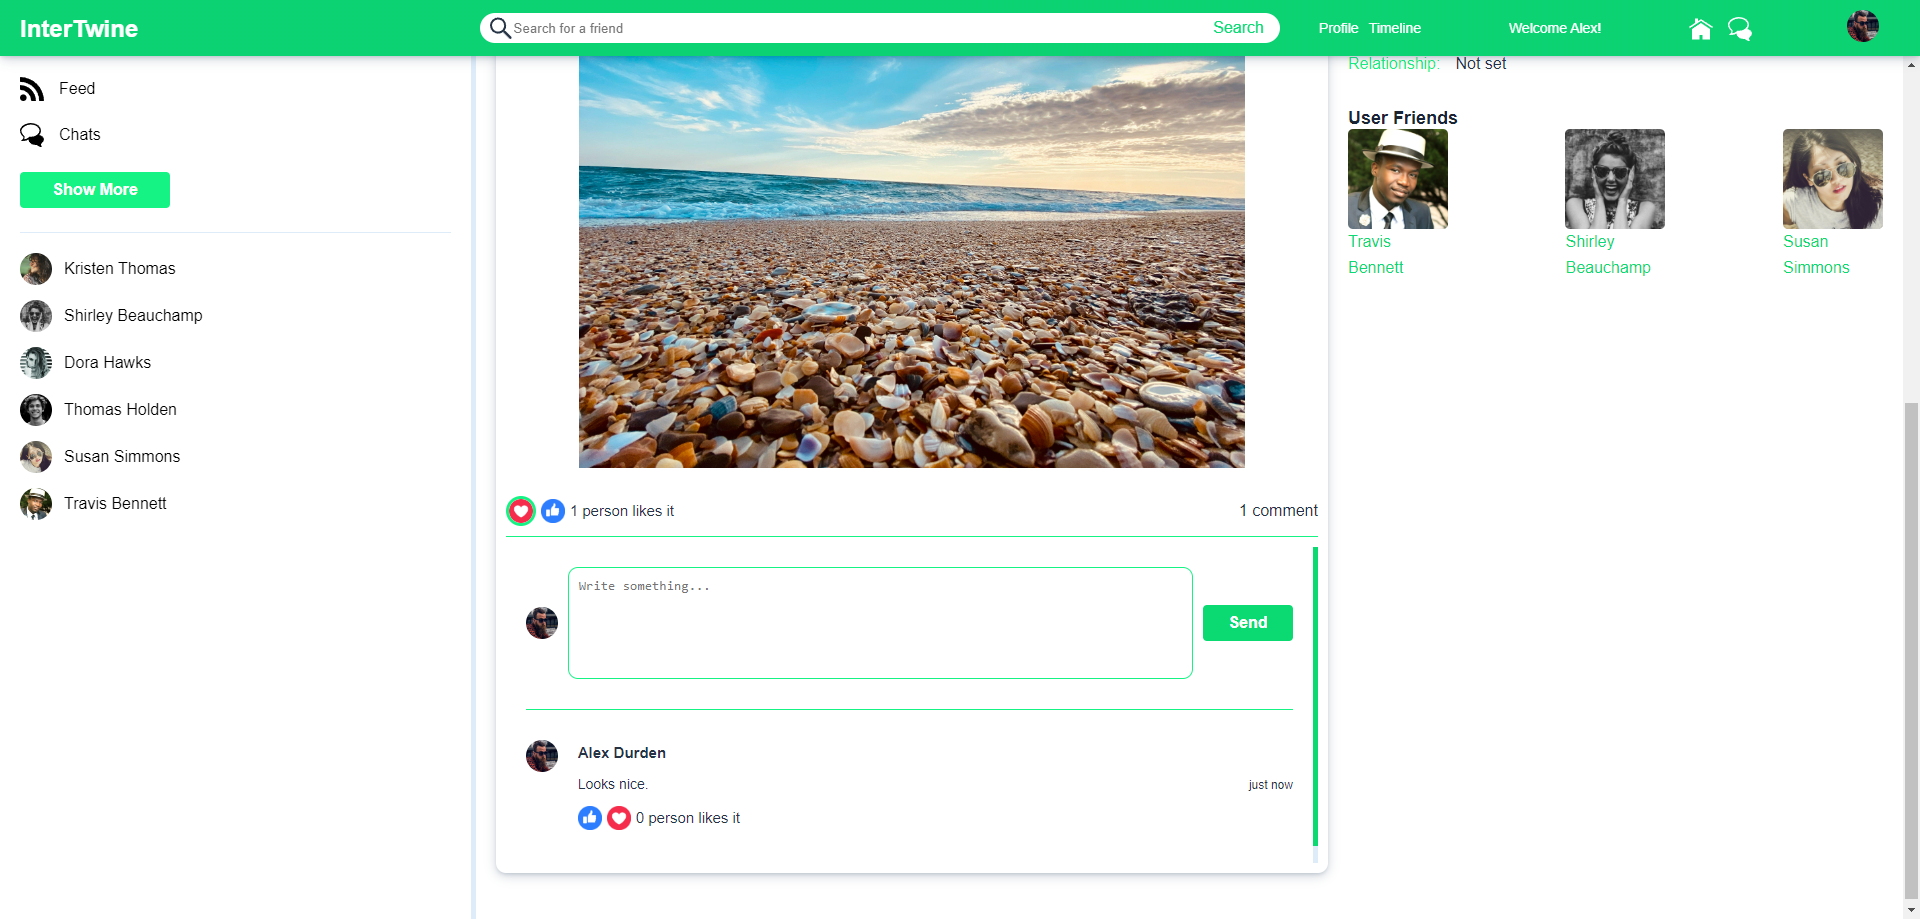 InterTwine
Search for a friend
Search
Profile Timeline
Welcome Alex!
Feed
Chats
Show More
Kristen Thomas
Shirley Beauchamp
Dora Hawks
Thomas Holden
Susan Simmons
Travis Bennett
1 person likes it
1 comment
Write something...
Send
Alex Durden
Looks nice.
just now
0 person likes it
Relationship: Not set
User Friends
Travis
Bennett
Shirley
Beauchamp
Susan
Simmons